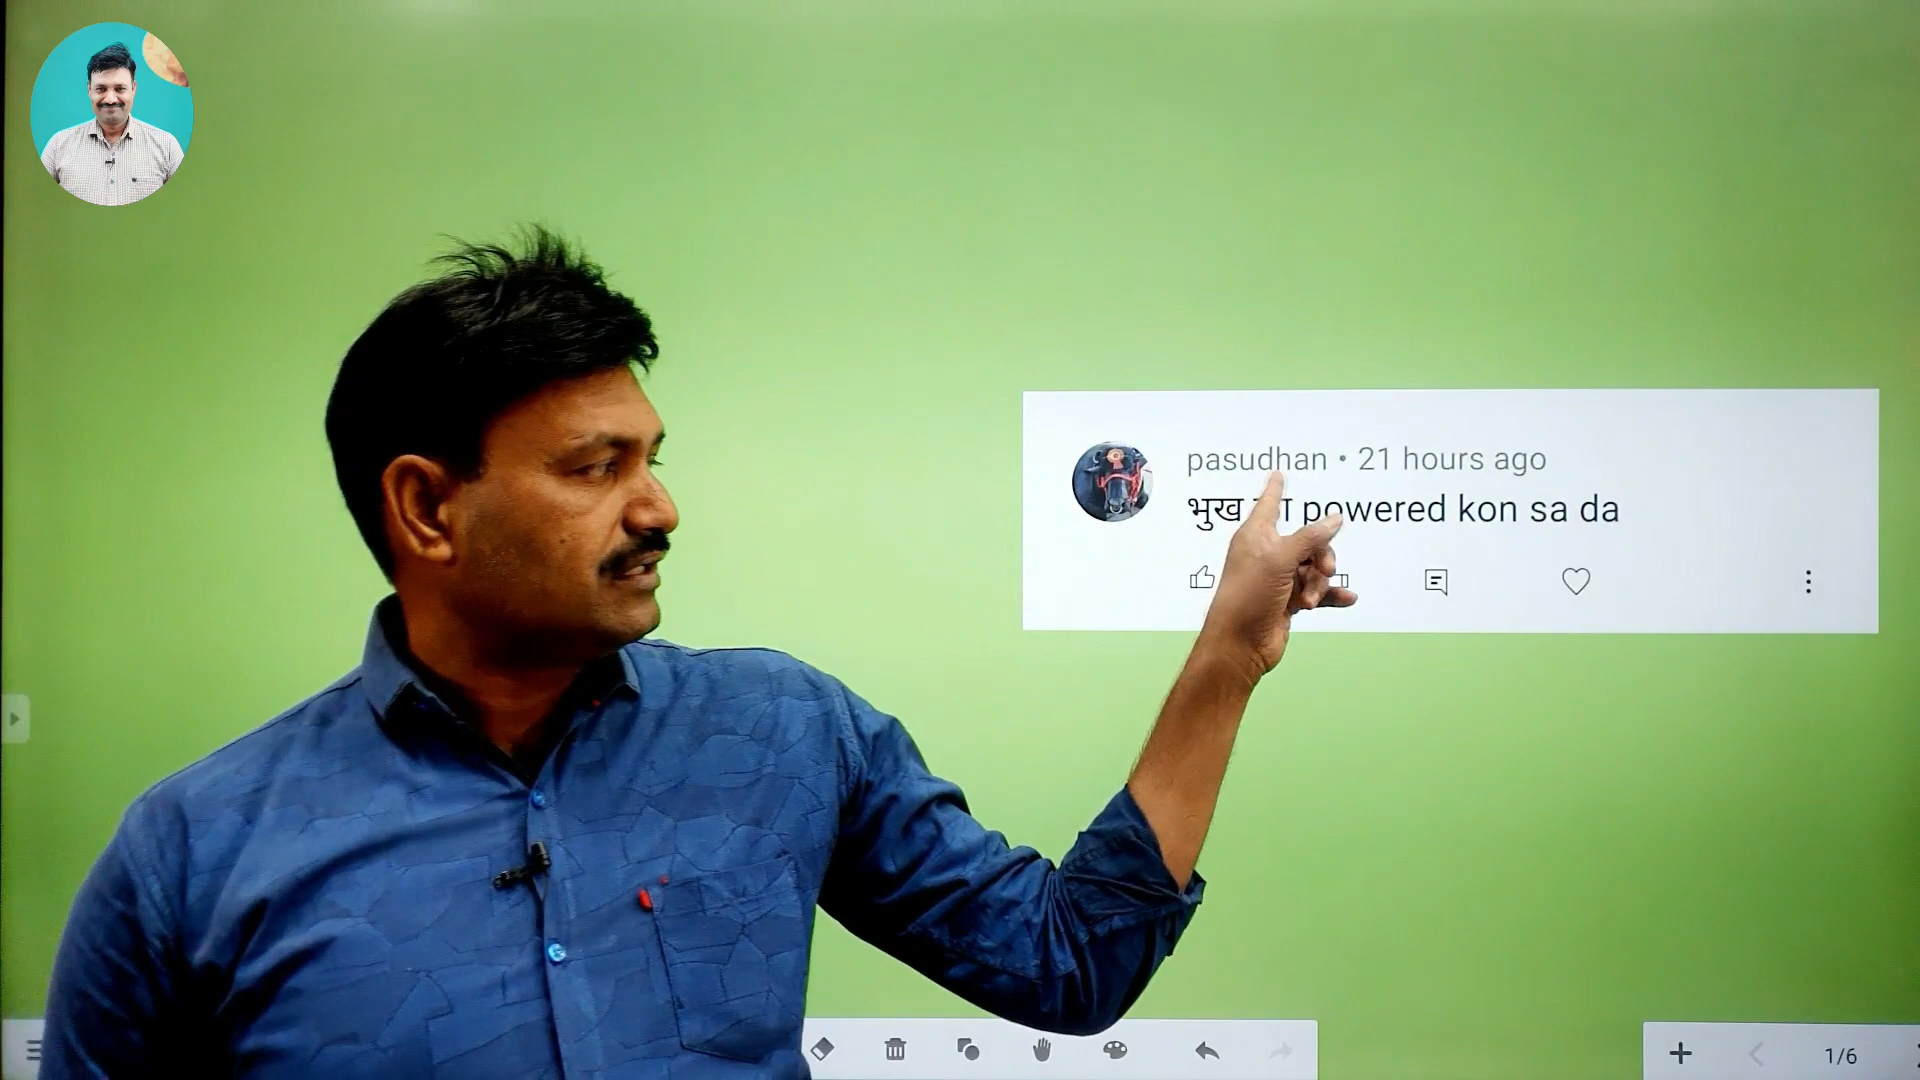 pasudhan • 21 hours ago
भुख powered kon sa da
1/6